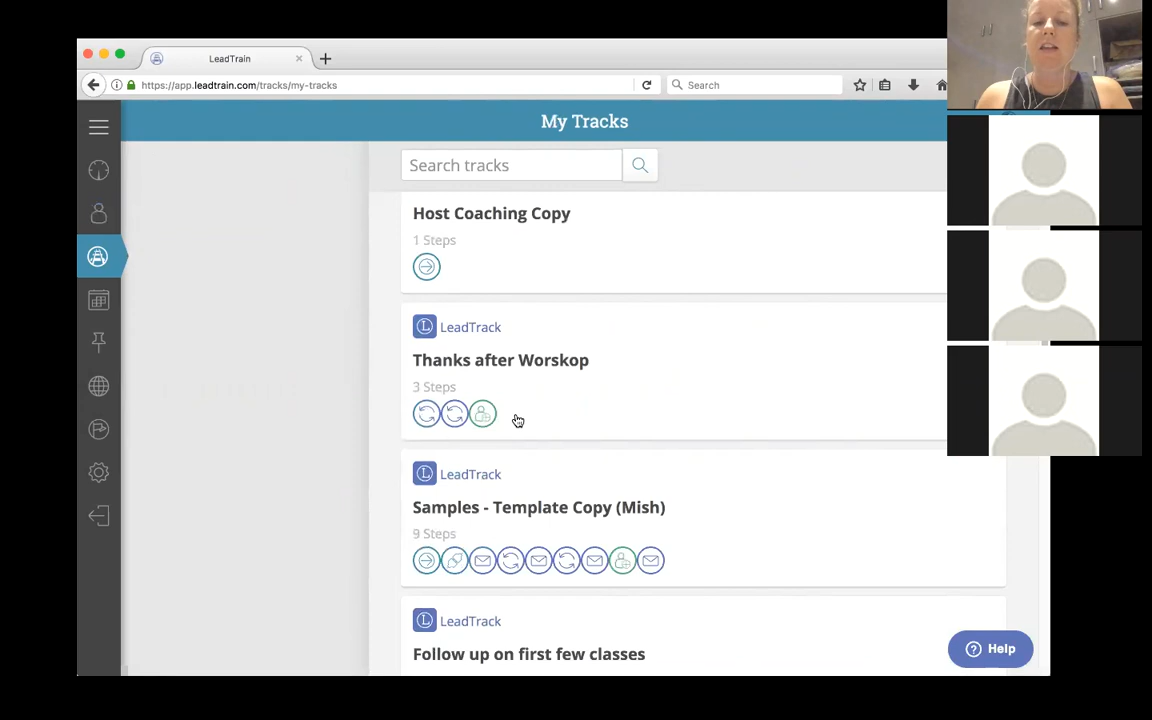 LeadTrain
https://app.leadtrain.com/tracks/my-tracks
Search
My Tracks
Search tracks
Host Coaching Copy
1 Steps
LeadTrack
Thanks after Worskop
3 Steps
LeadTrack
Samples - Template Copy (Mish)
9 Steps
LeadTrack
Follow up on first few classes
Help